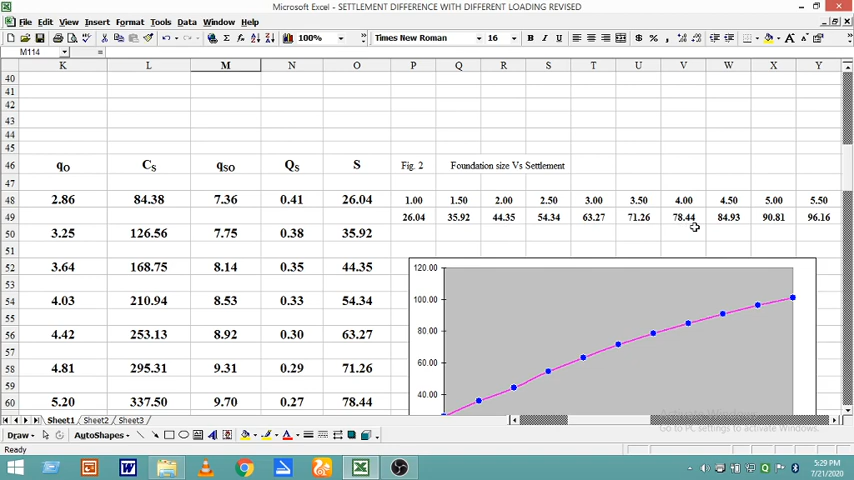 Microsoft Excel - SETTLEMENT DIFFERENCE WITH DIFFERENT LOADING REVISED
File Edit View Insert Format Tools Data Window Help
100% Times New Roman 16 B I U
M114 =
K L M N O P Q R S T U V W X Y
40
41
42
43
44
45
46 qO CS qSO QS S Fig. 2 Foundation size Vs Settlement
47
48 2.86 84.38 7.36 0.41 26.04 1.00 1.50 2.00 2.50 3.00 3.50 4.00 4.50 5.00 5.50
49 26.04 35.92 44.35 54.34 63.27 71.26 78.44 84.93 90.81 96.16
50 3.25 126.56 7.75 0.38 35.92
51
52 3.64 168.75 8.14 0.35 44.35 120.00
53
54 4.03 210.94 8.53 0.33 54.34 100.00
55
56 4.42 253.13 8.92 0.30 63.27 80.00
57
58 4.81 295.31 9.31 0.29 71.26 60.00
59
60 5.20 337.50 9.70 0.27 78.44 40.00
Activate Windows
Go to PC settings to activate Windows.
Sheet1 Sheet2 Sheet3
Draw AutoShapes
Ready
5:29 PM
7/21/2020